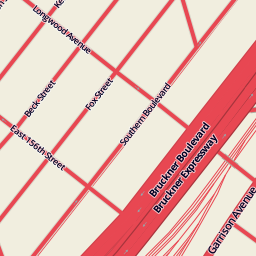 Longwood Avenue
Beck Street
Fox Street
Southern Boulevard
East 156th Street
Bruckner Boulevard
Bruckner Expressway
Garrison Avenue